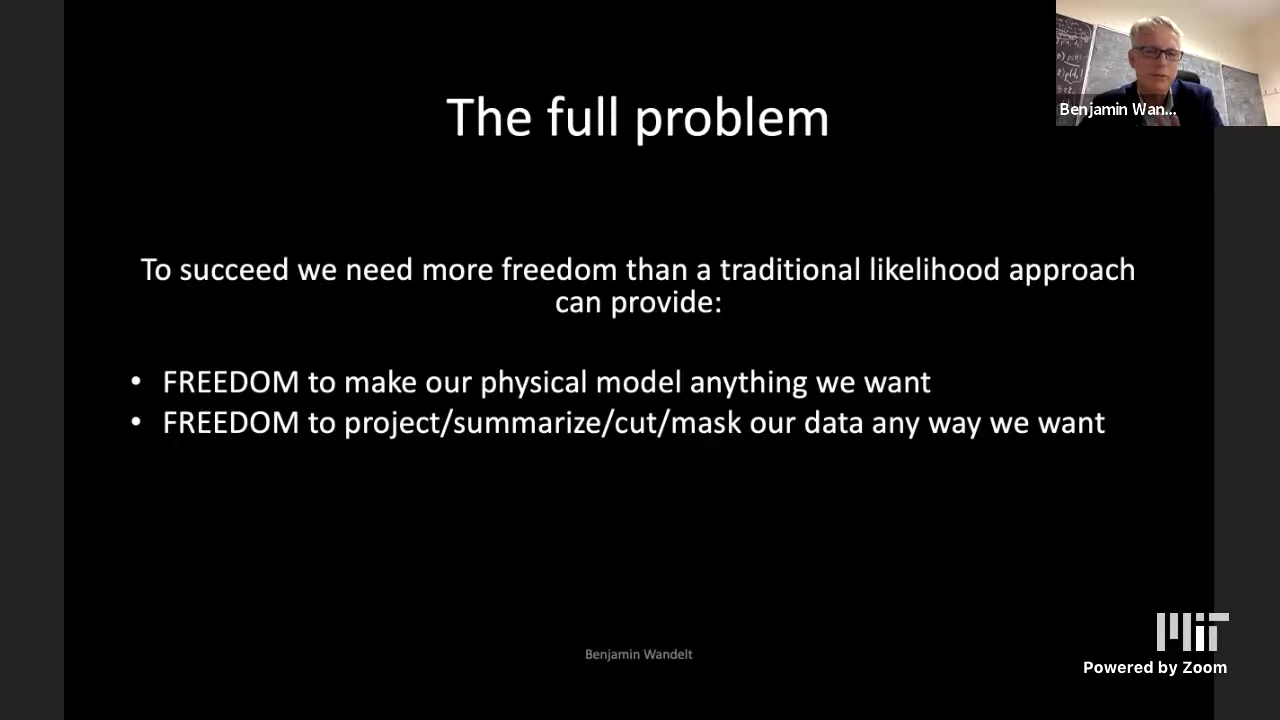 The full problem
Benjamin Wan...
To succeed we need more freedom than a traditional likelihood approach
can provide:
• FREEDOM to make our physical model anything we want
• FREEDOM to project/summarize/cut/mask our data any way we want
Benjamin Wandelt
MIT
Powered by Zoom